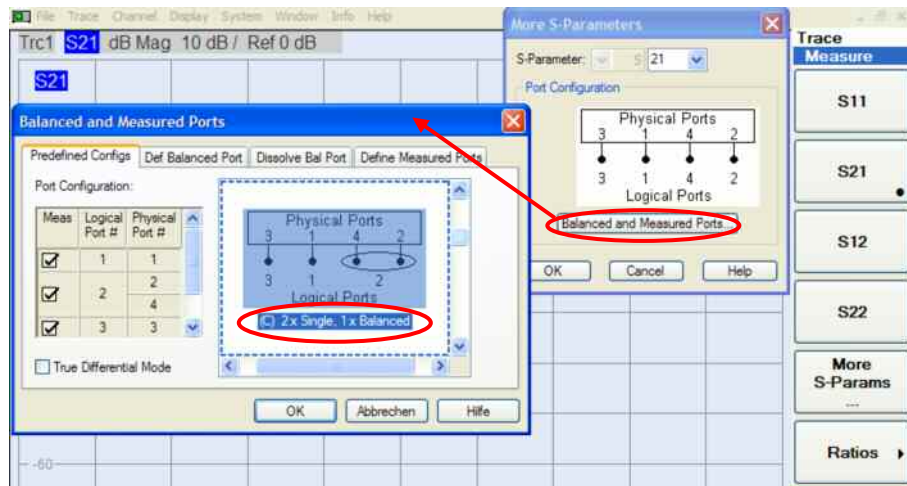 File Trace Channel Display System Window Info Help
Trc1 S21 dB Mag 10 dB / Ref 0 dB
S21
More S-Parameters
S-Parameter: S 21
Port Configuration
Physical Ports
3 1 4 2
3 1 4 2
Logical Ports
Balanced and Measured Ports...
OK Cancel Help
Balanced and Measured Ports
Predefined Configs Def Balanced Port Dissolve Bal Port Define Measured Ports
Port Configuration:
Meas Logical Port # Physical Port #
1 1
2 2
4
3 3
Physical Ports
3 1 4 2
3 1 2
Logical Ports
(C) 2 x Single, 1 x Balanced
True Differential Mode
OK Abbrechen Hilfe
-60
Trace
Measure
S11
S21
S12
S22
More
S-Params
...
Ratios